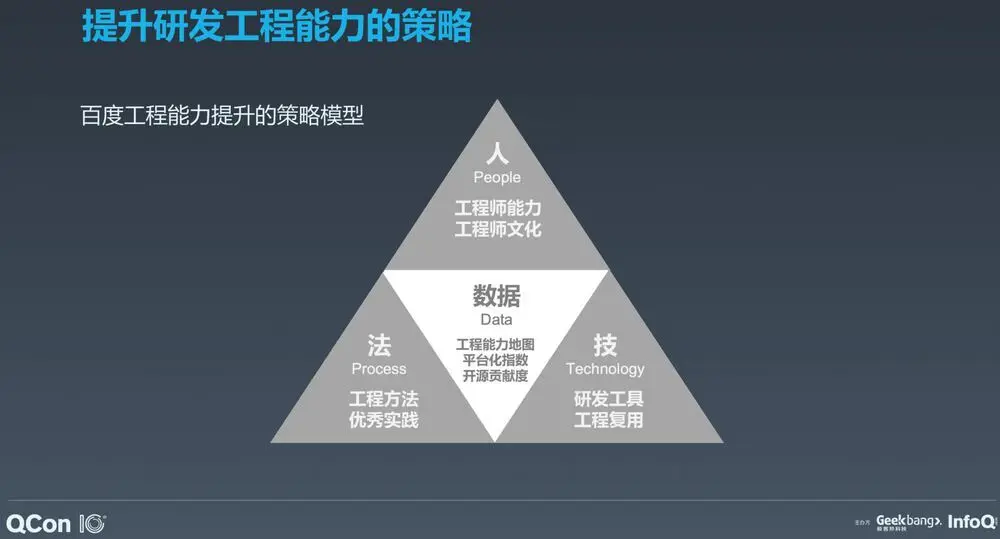 提升研发工程能力的策略
百度工程能力提升的策略模型
人
People
工程师能力
工程师文化
数据
Data
工程能力地图
平台化指数
开源贡献度
法
Process
工程方法
优秀实践
技
Technology
研发工具
工程复用
QCon 10
主办方 Geekbang>. InfoQ
极客邦科技